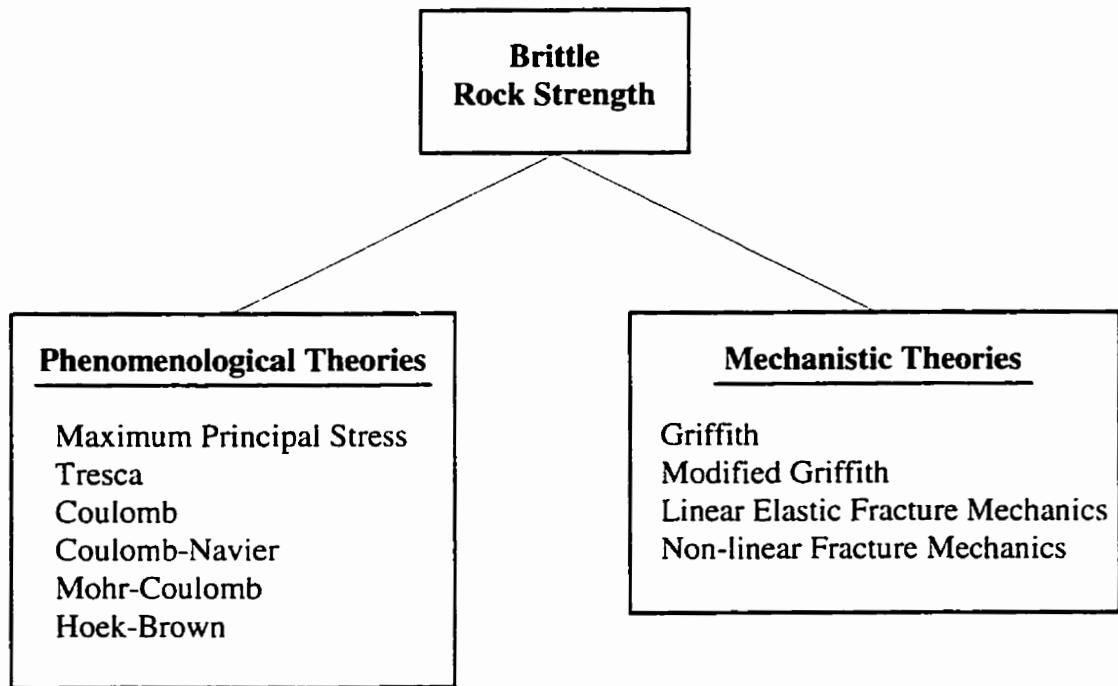 Brittle
Rock Strength
Phenomenological Theories
Maximum Principal Stress
Tresca
Coulomb
Coulomb-Navier
Mohr-Coulomb
Hoek-Brown
Mechanistic Theories
Griffith
Modified Griffith
Linear Elastic Fracture Mechanics
Non-linear Fracture Mechanics